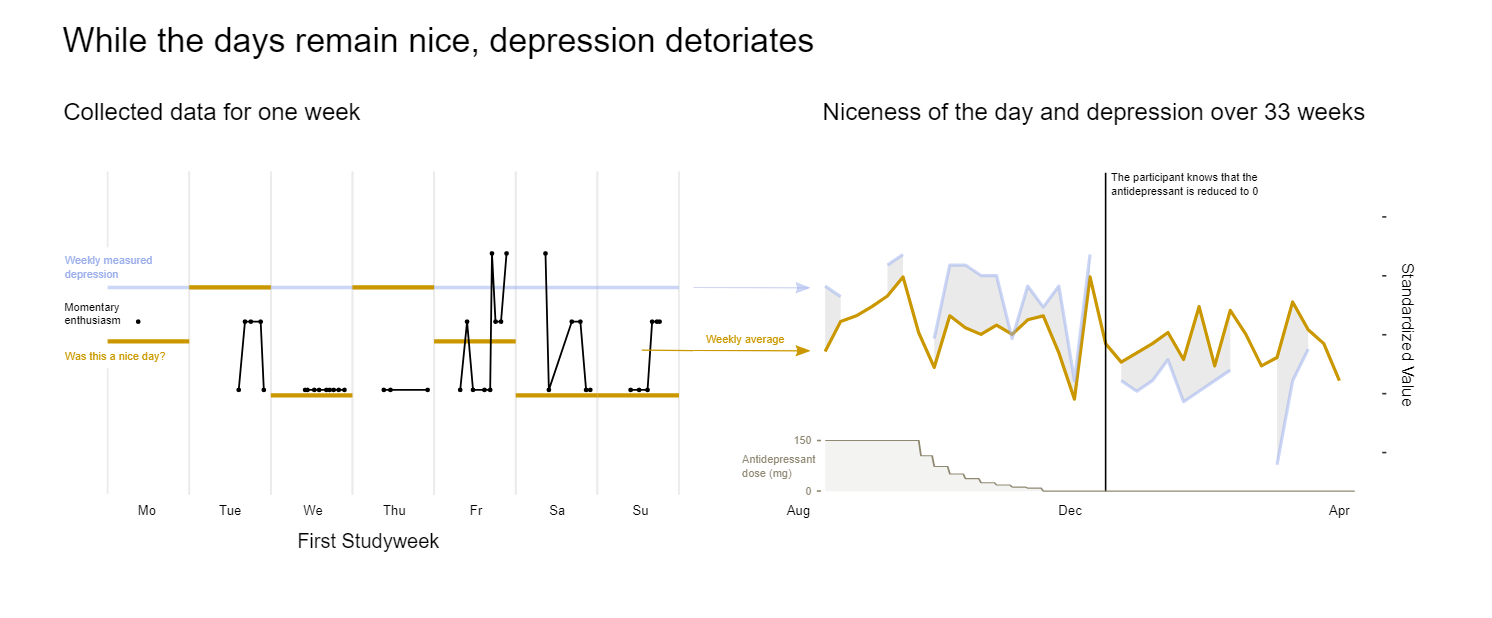 While the days remain nice, depression detoriates
Collected data for one week
Niceness of the day and depression over 33 weeks
The participant knows that the
antidepressant is reduced to 0
Weekly measured
depression
Momentary
enthusiasm
Was this a nice day?
Weekly average
Standardized Value
150
Antidepressant
dose (mg)
0
Mo Tue We Thu Fr Sa Su
First Studyweek
Aug Dec Apr